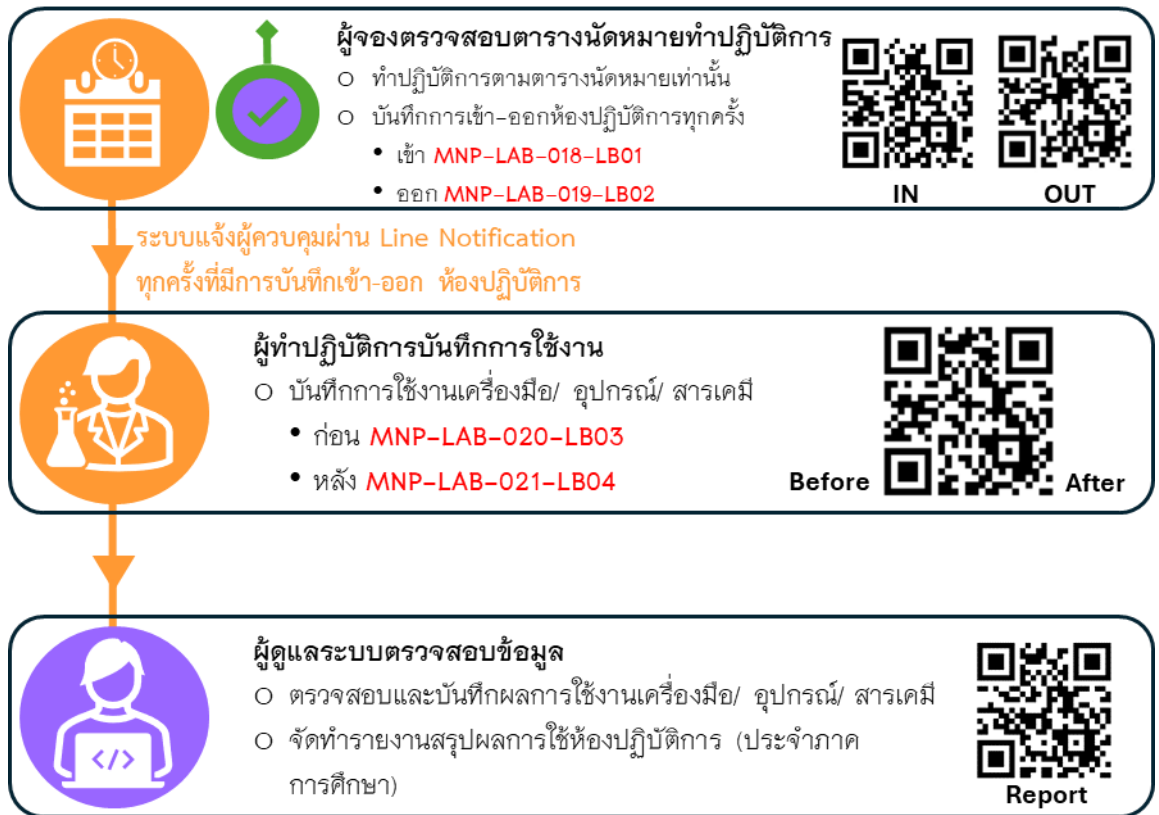 ผู้จองตรวจสอบตารางนัดหมายทำปฏิบัติการ
○ ทำปฏิบัติการตามตารางนัดหมายเท่านั้น
○ บันทึกการเข้า-ออกห้องปฏิบัติการทุกครั้ง
• เข้า MNP-LAB-018-LB01
• ออก MNP-LAB-019-LB02
IN OUT
ระบบแจ้งผู้ควบคุมผ่าน Line Notification
ทุกครั้งที่มีการบันทึกเข้า-ออก ห้องปฏิบัติการ
ผู้ทำปฏิบัติการบันทึกการใช้งาน
○ บันทึกการใช้งานเครื่องมือ/ อุปกรณ์/ สารเคมี
• ก่อน MNP-LAB-020-LB03
• หลัง MNP-LAB-021-LB04
Before After
ผู้ดูแลระบบตรวจสอบข้อมูล
○ ตรวจสอบและบันทึกผลการใช้งานเครื่องมือ/ อุปกรณ์/ สารเคมี
○ จัดทำรายงานสรุปผลการใช้ห้องปฏิบัติการ (ประจำภาค
การศึกษา)
</>
Report